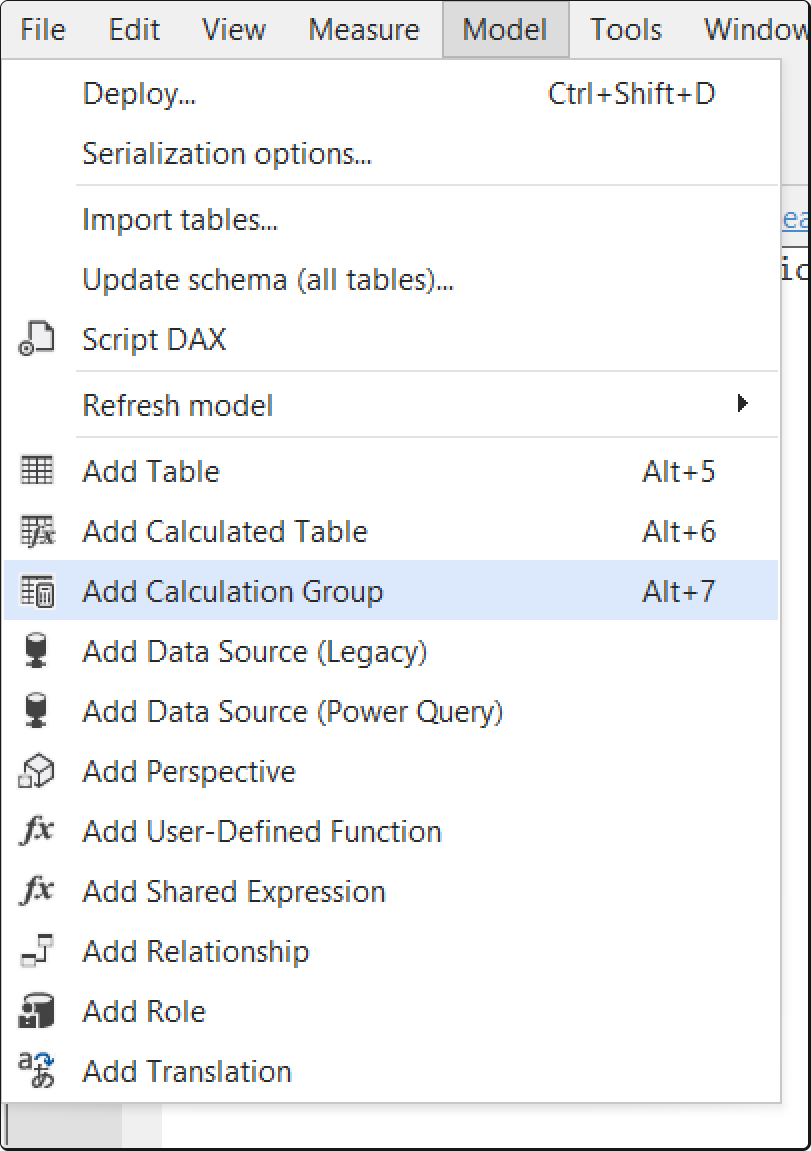 File Edit View Measure Model Tools Window
Deploy... Ctrl+Shift+D
Serialization options...
Import tables...
Update schema (all tables)...
Script DAX
Refresh model
Add Table Alt+5
Add Calculated Table Alt+6
Add Calculation Group Alt+7
Add Data Source (Legacy)
Add Data Source (Power Query)
Add Perspective
Add User-Defined Function
Add Shared Expression
Add Relationship
Add Role
Add Translation